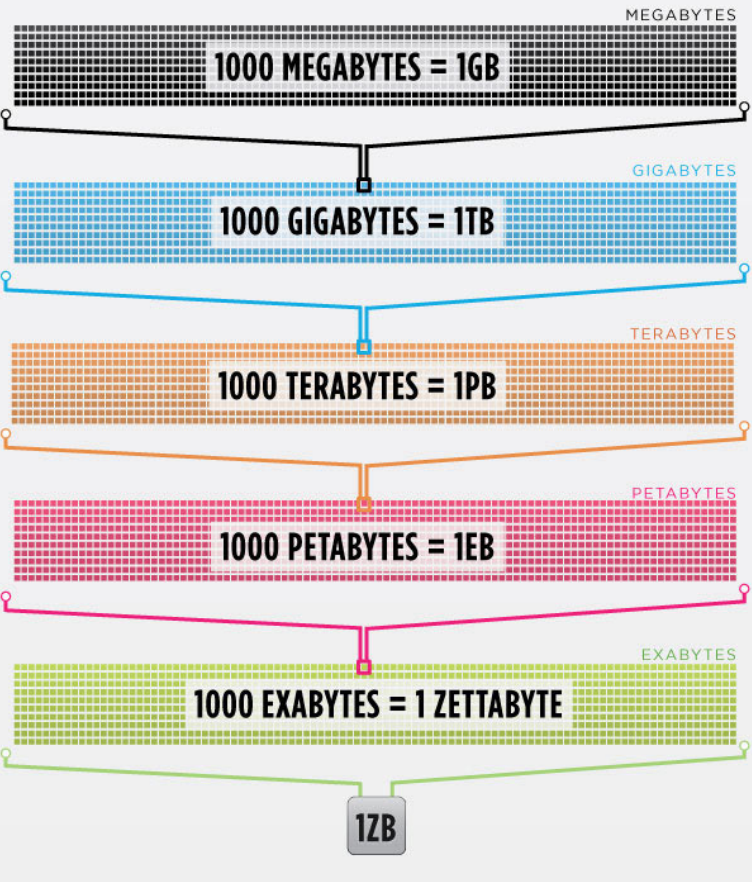 MEGABYTES
1000 MEGABYTES = 1GB
GIGABYTES
1000 GIGABYTES = 1TB
TERABYTES
1000 TERABYTES = 1PB
PETABYTES
1000 PETABYTES = 1EB
EXABYTES
1000 EXABYTES = 1 ZETTABYTE
1ZB